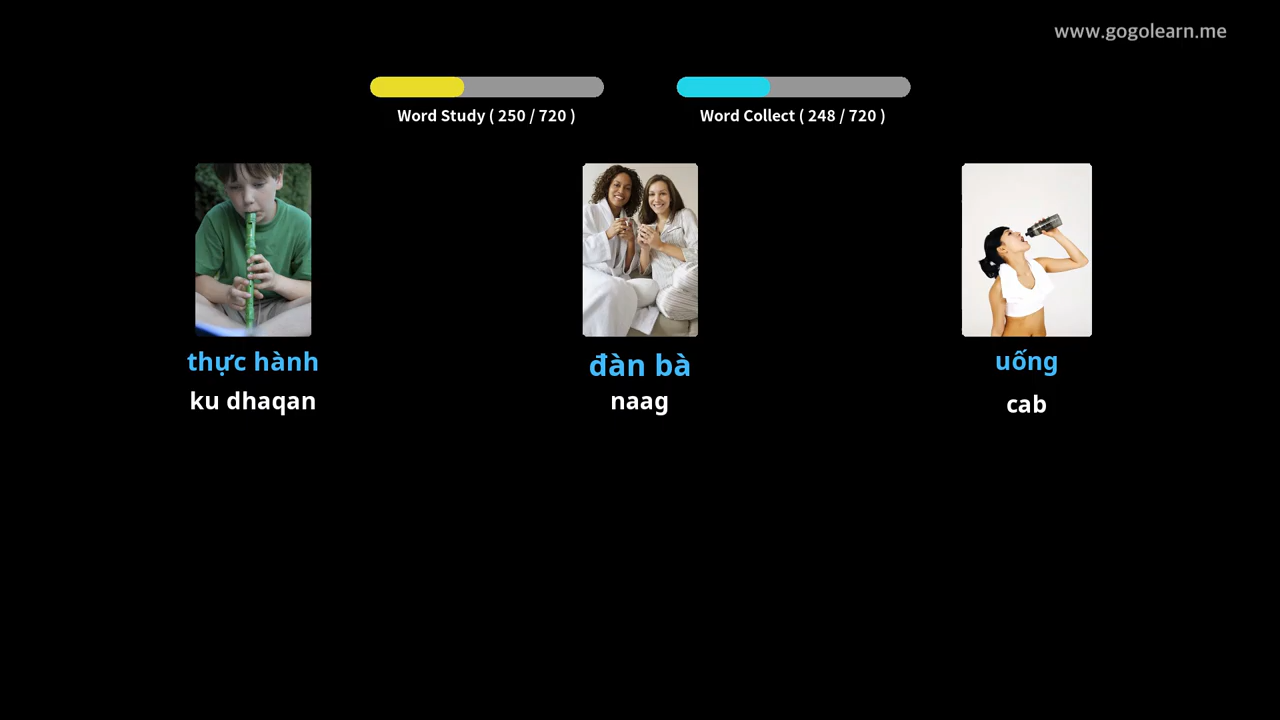 www.gogolearn.me
Word Study ( 250 / 720 )
Word Collect ( 248 / 720 )
thực hành
ku dhaqan
đàn bà
naag
uống
cab